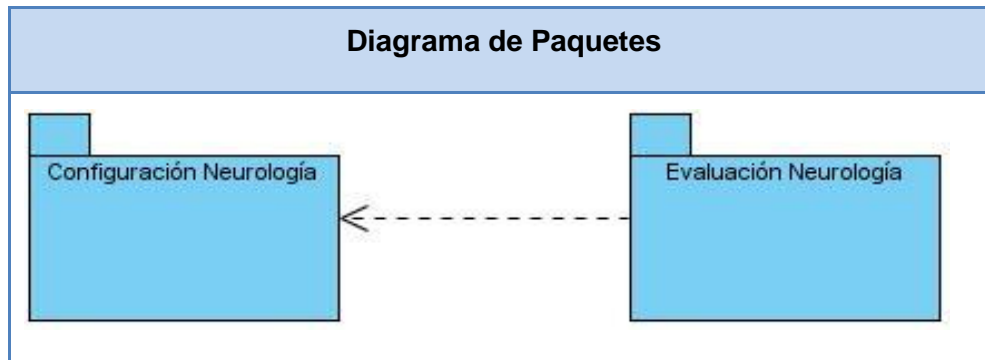 Diagrama de Paquetes
Configuración Neurología
Evaluación Neurología